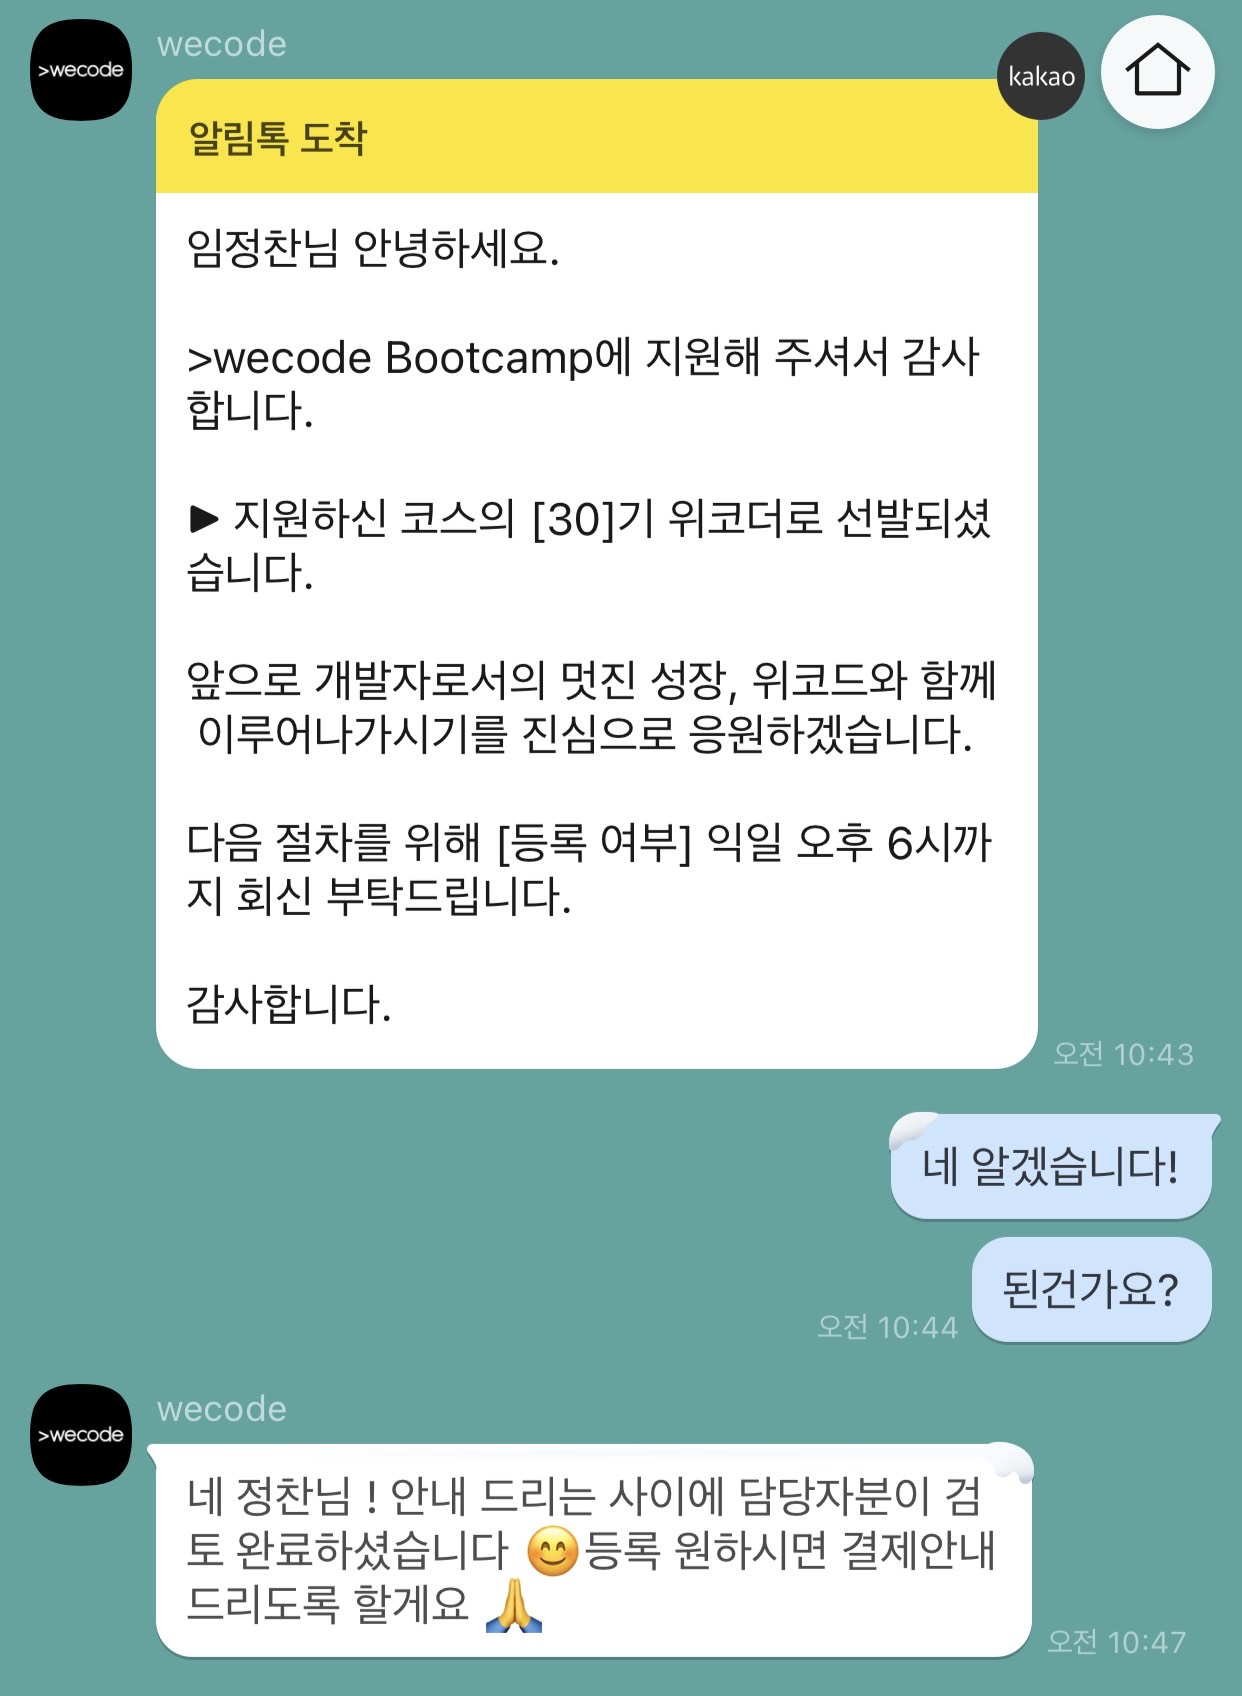 >wecode
wecode
kakao
알림톡 도착
임정찬님 안녕하세요.
>wecode Bootcamp에 지원해 주셔서 감사
합니다.
▶ 지원하신 코스의 [30]기 위코더로 선발되셨
습니다.
앞으로 개발자로서의 멋진 성장, 위코드와 함께
이루어나가시기를 진심으로 응원하겠습니다.
다음 절차를 위해 [등록 여부] 익일 오후 6시까
지 회신 부탁드립니다.
감사합니다.
오전 10:43
네 알겠습니다!
된건가요?
오전 10:44
>wecode
wecode
네 정찬님 ! 안내 드리는 사이에 담당자분이 검
토 완료하셨습니다 😊등록 원하시면 결제안내
드리도록 할게요 🙏
오전 10:47